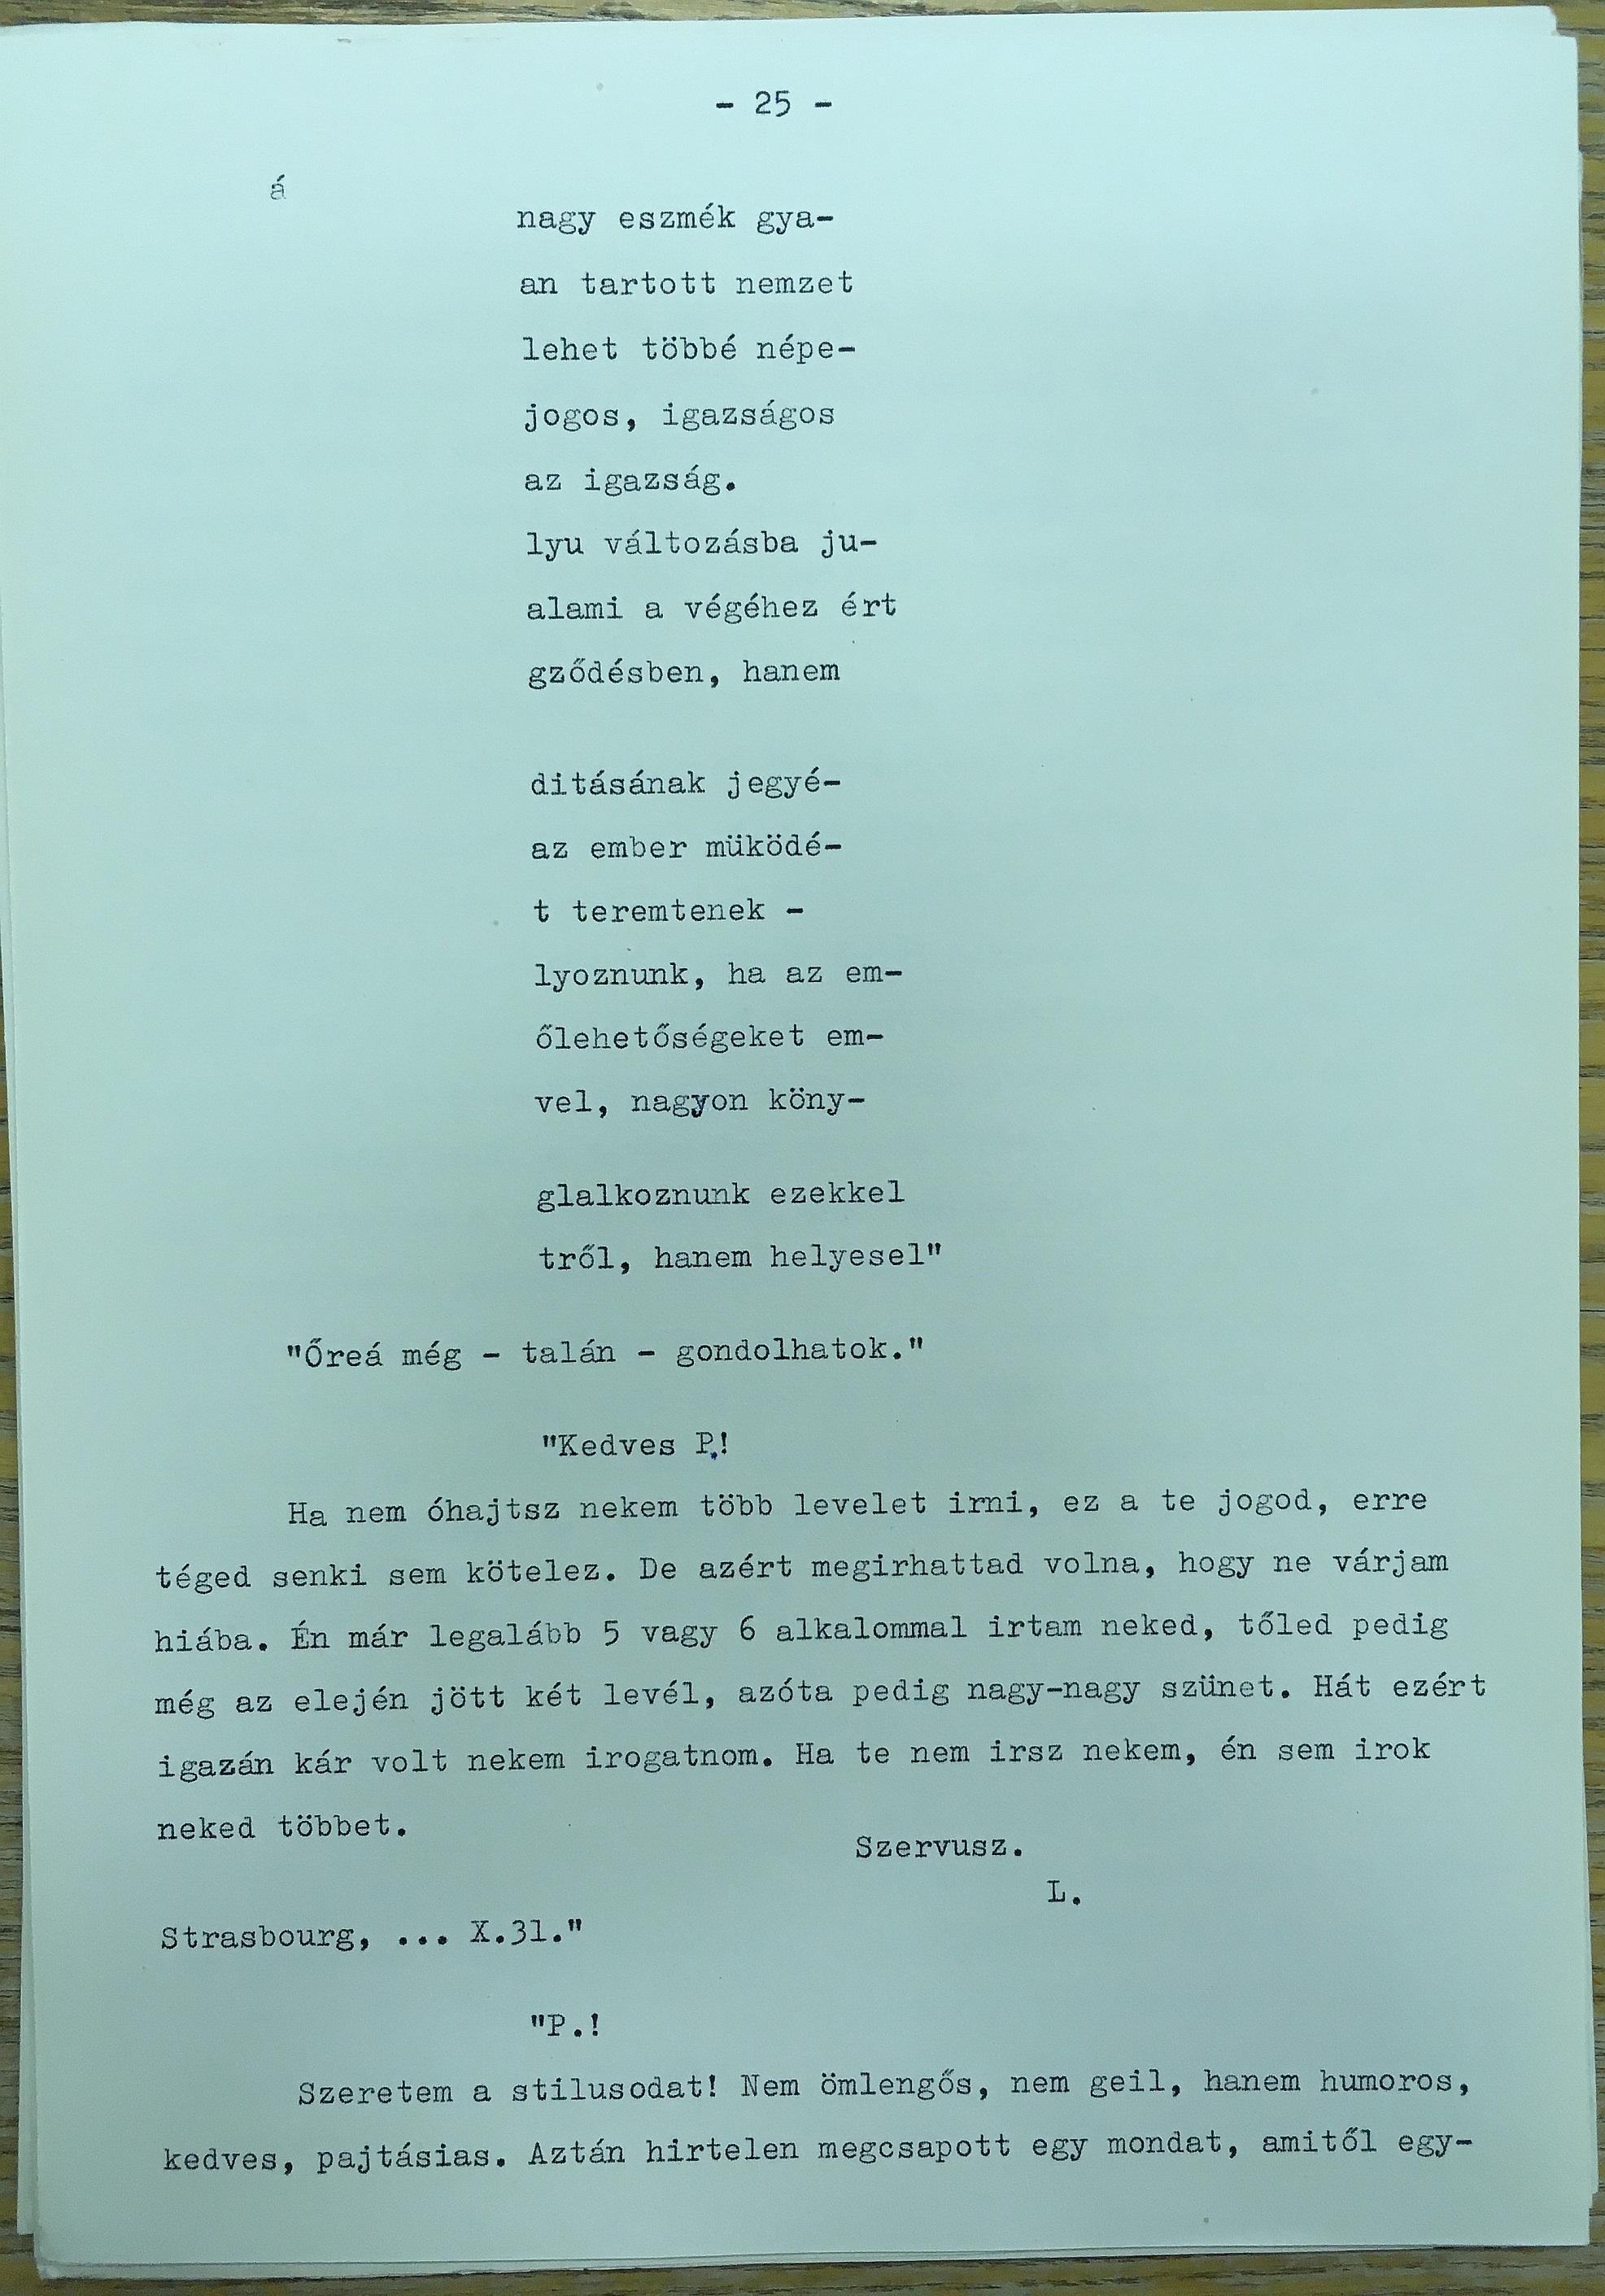 - 25 -
á
nagy eszmék gya-
an tartott nemzet
lehet többé népe-
jogos, igazságos
az igazság.
lyu változásba ju-
alami a végéhez ért
gződésben, hanem
ditásának jegyé-
az ember müködé-
t teremtenek -
lyoznunk, ha az em-
őlehetőségeket em-
vel, nagyon köny-
glalkoznunk ezekkel
tről, hanem helyesel"
"Őreá még - talán - gondolhatok."
"Kedves P.!
Ha nem óhajtsz nekem több levelet irni, ez a te jogod, erre
téged senki sem kötelez. De azért megirhattad volna, hogy ne várjam
hiába. Én már legalább 5 vagy 6 alkalommal irtam neked, tőled pedig
még az elején jött két levél, azóta pedig nagy-nagy szünet. Hát ezért
igazán kár volt nekem irogatnom. Ha te nem irsz nekem, én sem irok
neked többet.
Szervusz.
L.
Strasbourg, ... X.31."
"P.!
Szeretem a stilusodat! Nem ömlengős, nem geil, hanem humoros,
kedves, pajtásias. Aztán hirtelen megcsapott egy mondat, amitől egy-